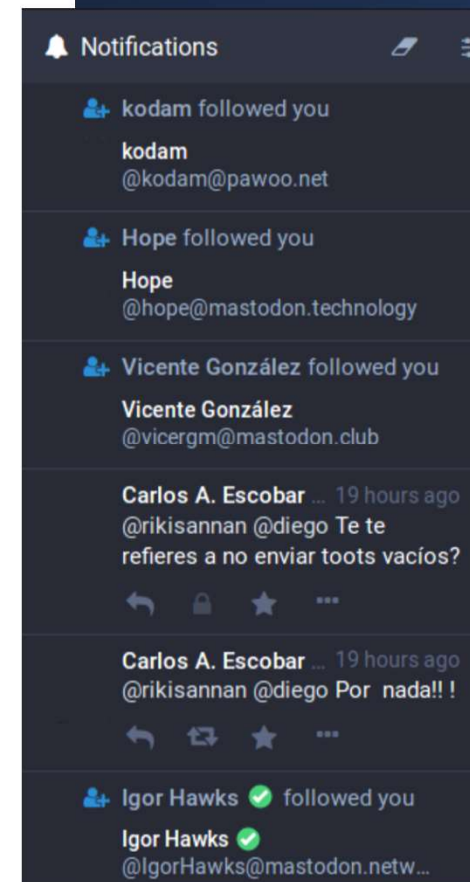 Notifications
kodam followed you
kodam
@kodam@pawoo.net
Hope followed you
Hope
@hope@mastodon.technology
Vicente González followed you
Vicente González
@vicergm@mastodon.club
Carlos A. Escobar ... 19 hours ago
@rikisannan @diego Te te
refieres a no enviar toots vacíos?
Carlos A. Escobar ... 19 hours ago
@rikisannan @diego Por nada!! !
Igor Hawks followed you
Igor Hawks
@IgorHawks@mastodon.netw...